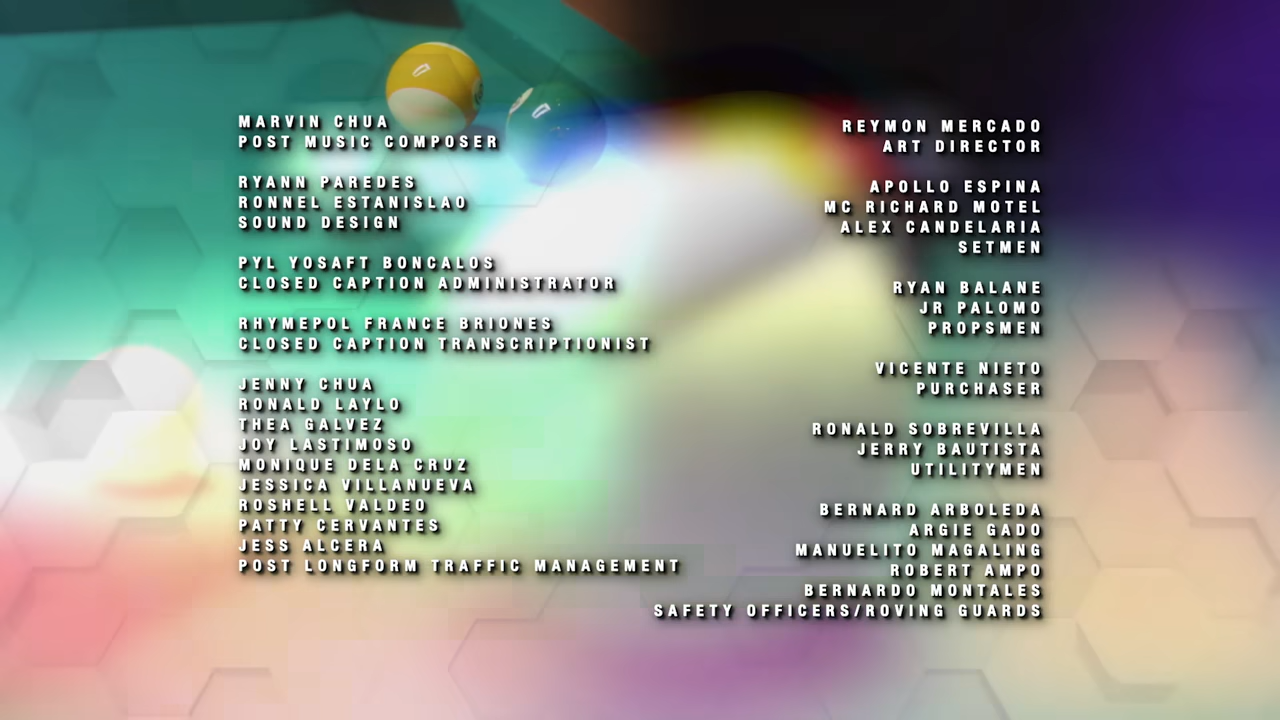 MARVIN CHUA
POST MUSIC COMPOSER
RYANN PAREDES
RONNEL ESTANISLAO
SOUND DESIGN
PYL YOSAFT BONCALOS
CLOSED CAPTION ADMINISTRATOR
RHYMEPOL FRANCE BRIONES
CLOSED CAPTION TRANSCRIPTIONIST
JENNY CHUA
RONALD LAYLO
THEA GALVEZ
JOY LASTIMOSO
MONIQUE DELA CRUZ
JESSICA VILLANUEVA
ROSHELL VALDEO
PATTY CERVANTES
JESS ALCERA
POST LONGFORM TRAFFIC MANAGEMENT
REYMON MERCADO
ART DIRECTOR
APOLLO ESPINA
MC RICHARD MOTEL
ALEX CANDELARIA
SETMEN
RYAN BALANE
JR PALOMO
PROPSMEN
VICENTE NIETO
PURCHASER
RONALD SOBREVILLA
JERRY BAUTISTA
UTILITYMEN
BERNARD ARBOLEDA
ARGIE GADO
MANUELITO MAGALING
ROBERT AMPO
BERNARDO MONTALES
SAFETY OFFICERS/ROVING GUARDS